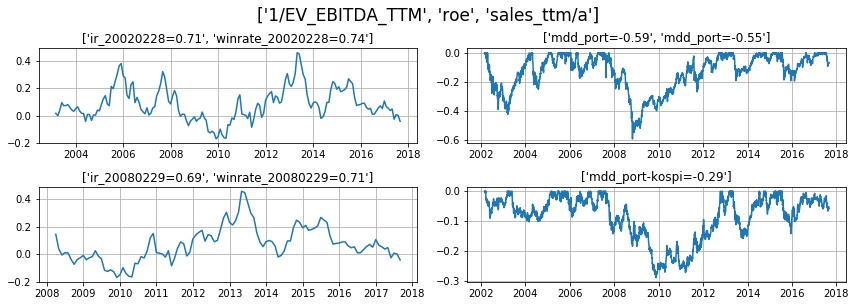 ['1/EV_EBITDA_TTM', 'roe', 'sales_ttm/a']
['ir_20020228=0.71', 'winrate_20020228=0.74']
0.4
0.2
0.0
−0.2
2004 2006 2008 2010 2012 2014 2016 2018
['mdd_port=-0.59', 'mdd_port=-0.55']
0.0
−0.2
−0.4
−0.6
2002 2004 2006 2008 2010 2012 2014 2016 2018
['ir_20080229=0.69', 'winrate_20080229=0.71']
0.4
0.2
0.0
−0.2
2008 2009 2010 2011 2012 2013 2014 2015 2016 2017 2018
['mdd_port-kospi=-0.29']
0.0
−0.1
−0.2
−0.3
2002 2004 2006 2008 2010 2012 2014 2016 2018